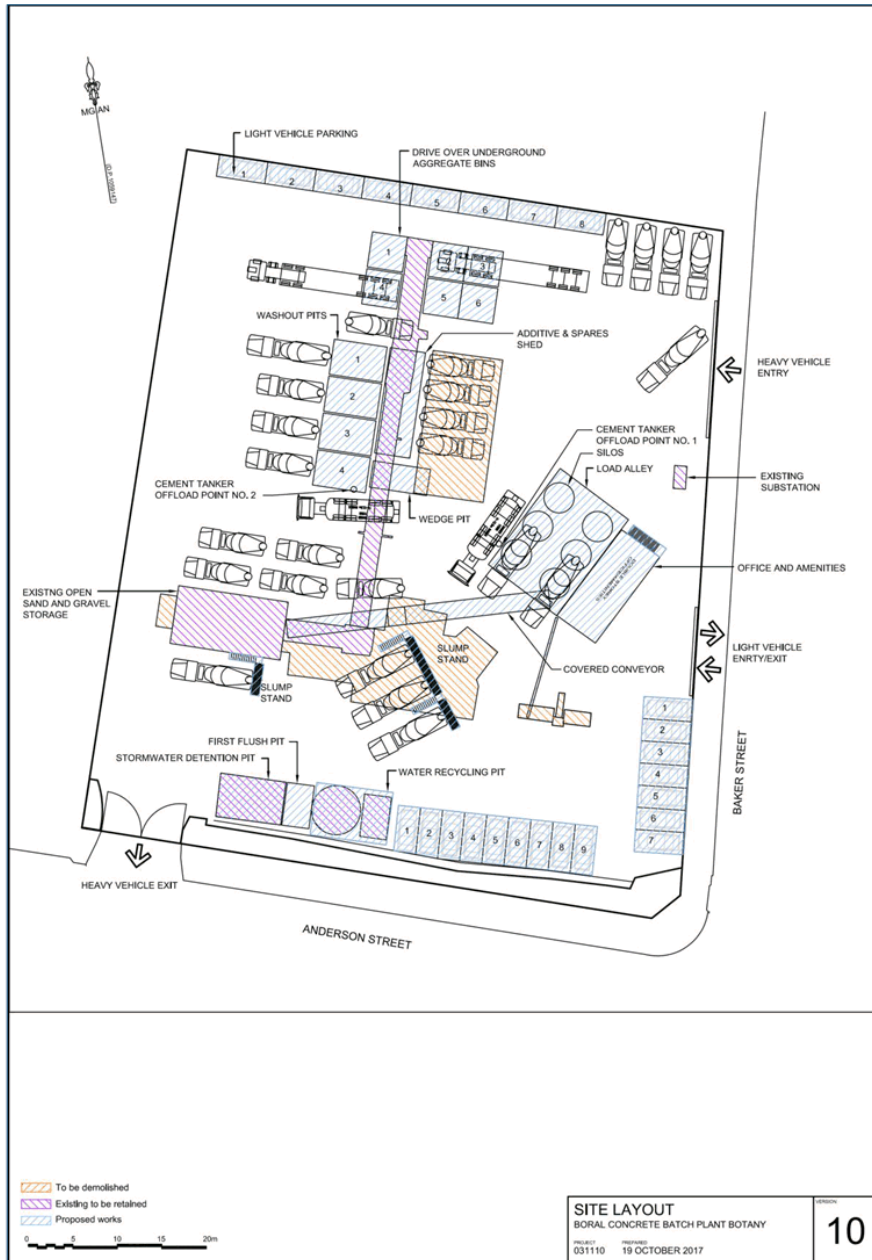 MGAN
LIGHT VEHICLE PARKING
DRIVE OVER UNDERGROUND
AGGREGATE BINS
1
2
3
4
5
6
7
8
1
3
4
5
6
WASHOUT PITS
ADDITIVE & SPARES
SHED
1
2
3
4
HEAVY VEHICLE
ENTRY
CEMENT TANKER
OFFLOAD POINT NO. 1
SILOS
LOAD ALLEY
CEMENT TANKER
OFFLOAD POINT NO. 2
EXISTING
SUBSTATION
WEDGE PIT
OFFICE AND AMENITIES
EXISTNG OPEN
SAND AND GRAVEL
STORAGE
SLUMP
STAND
LIGHT VEHICLE
ENRTY/EXIT
COVERED CONVEYOR
SLUMP
STAND
FIRST FLUSH PIT
STORMWATER DETENTION PIT
WATER RECYCLING PIT
1
2
3
4
5
6
7
BAKER STREET
1
2
3
4
5
6
7
8
9
HEAVY VEHICLE EXIT
ANDERSON STREET
To be demolished
Existing to be retained
Proposed works
0 5 10 15 20m
SITE LAYOUT
BORAL CONCRETE BATCH PLANT BOTANY
PROJECT PREPARED
031110 19 OCTOBER 2017
VERSION
10